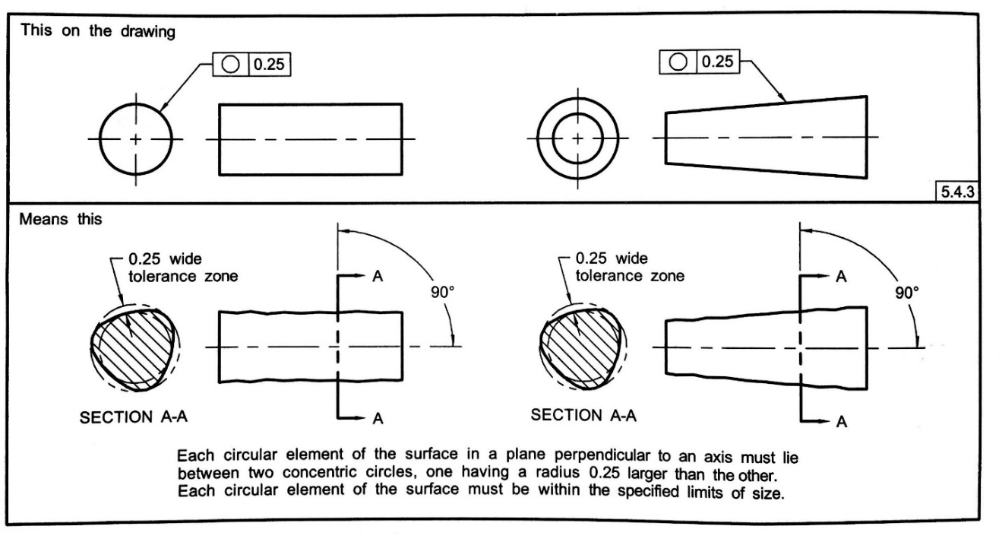 This on the drawing
0.25
0.25
5.4.3
Means this
0.25 wide
tolerance zone
A
90°
A
SECTION A-A
0.25 wide
tolerance zone
A
90°
A
SECTION A-A
Each circular element of the surface in a plane perpendicular to an axis must lie
between two concentric circles, one having a radius 0.25 larger than the other.
Each circular element of the surface must be within the specified limits of size.